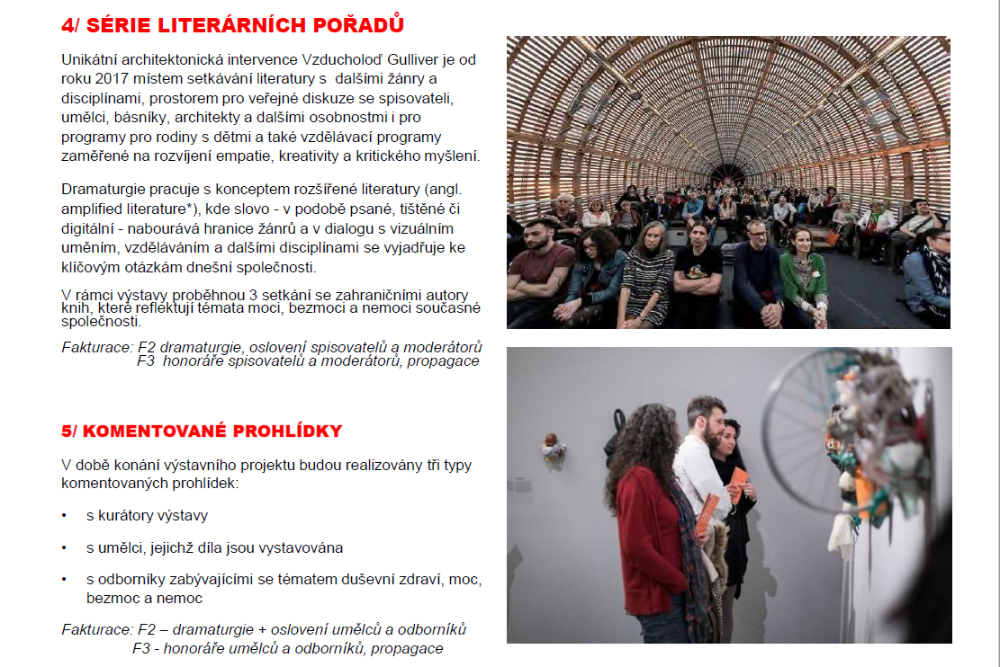 4/ SÉRIE LITERÁRNÍCH POŘADŮ
Unikátní architektonická intervence Vzducholoď Gulliver je od
roku 2017 místem setkávání literatury s  dalšími žánry a
disciplínami, prostorem pro veřejné diskuze se spisovateli,
umělci, básníky, architekty a dalšími osobnostmi i pro
programy pro rodiny s dětmi a také vzdělávací programy
zaměřené na rozvíjení empatie, kreativity a kritického myšlení.
Dramaturgie pracuje s konceptem rozšířené literatury (angl.
amplified literature*), kde slovo - v podobě psané, tištěné či
digitální - nabourává hranice žánrů a v dialogu s vizuálním
uměním, vzděláváním a dalšími disciplínami se vyjadřuje ke
klíčovým otázkám dnešní společnosti.
V rámci výstavy proběhnou 3 setkání se zahraničními autory
knih, které reflektují témata moci, bezmoci a nemoci současné
společnosti.
Fakturace: F2 dramaturgie, oslovení spisovatelů a moderátorů
F3  honoráře spisovatelů a moderátorů, propagace
5/ KOMENTOVANÉ PROHLÍDKY
V době konání výstavního projektu budou realizovány tři typy
komentovaných prohlídek:
• s kurátory výstavy
• s umělci, jejichž díla jsou vystavována
• s odborníky zabývajícími se tématem duševní zdraví, moc,
bezmoc a nemoc
Fakturace: F2 – dramaturgie + oslovení umělců a odborníků
F3 - honoráře umělců a odborníků, propagace